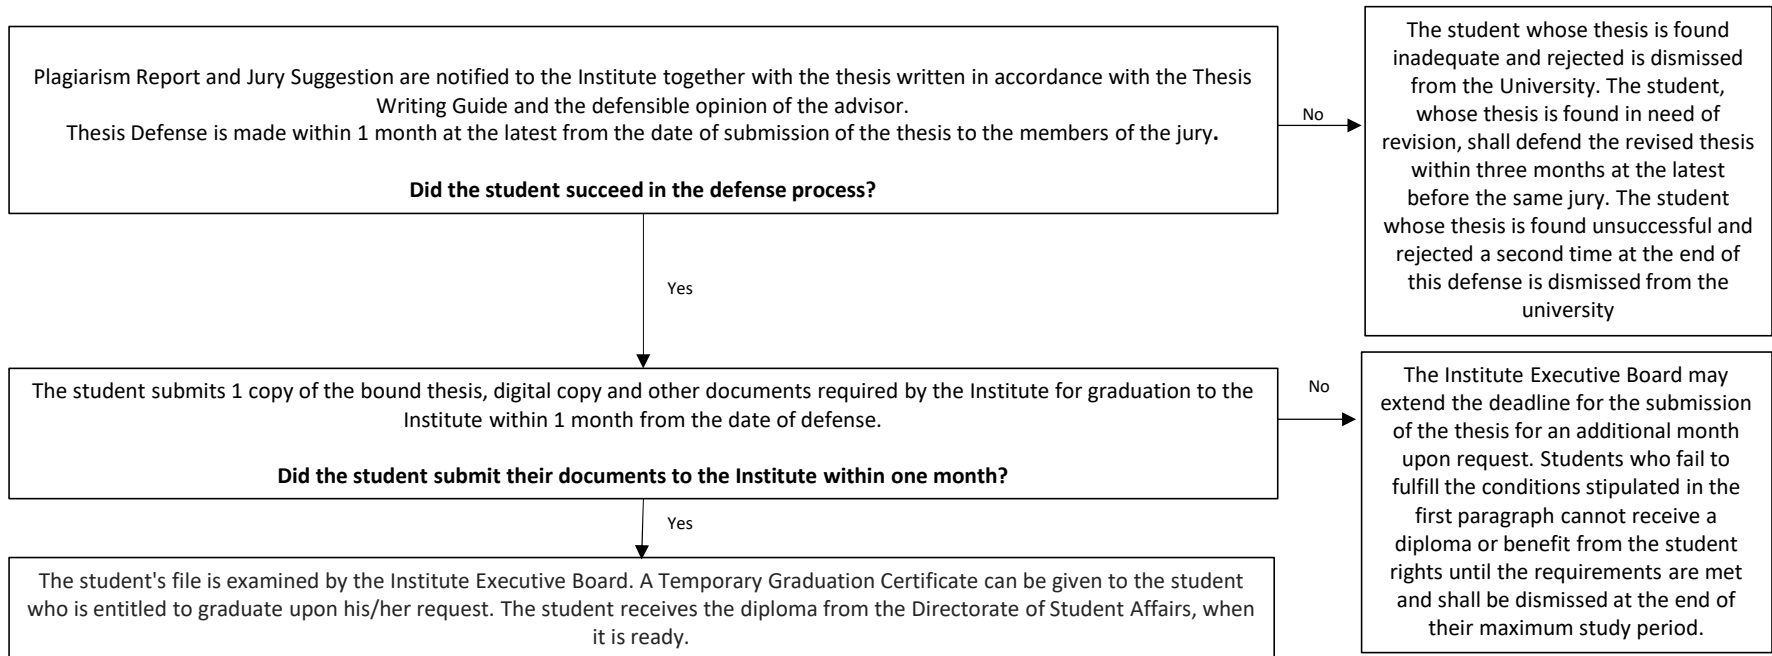 Plagiarism Report and Jury Suggestion are notified to the Institute together with the thesis written in accordance with the Thesis
Writing Guide and the defensible opinion of the advisor.
Thesis Defense is made within 1 month at the latest from the date of submission of the thesis to the members of the jury.
Did the student succeed in the defense process?
No
The student whose thesis is found
inadequate and rejected is dismissed
from the University. The student,
whose thesis is found in need of
revision, shall defend the revised thesis
within three months at the latest
before the same jury. The student
whose thesis is found unsuccessful and
rejected a second time at the end of
this defense is dismissed from the
university
Yes
The student submits 1 copy of the bound thesis, digital copy and other documents required by the Institute for graduation to the
Institute within 1 month from the date of defense.
Did the student submit their documents to the Institute within one month?
No
The Institute Executive Board may
extend the deadline for the submission
of the thesis for an additional month
upon request. Students who fail to
fulfill the conditions stipulated in the
first paragraph cannot receive a
diploma or benefit from the student
rights until the requirements are met
and shall be dismissed at the end of
their maximum study period.
Yes
The student's file is examined by the Institute Executive Board. A Temporary Graduation Certificate can be given to the student
who is entitled to graduate upon his/her request. The student receives the diploma from the Directorate of Student Affairs, when
it is ready.